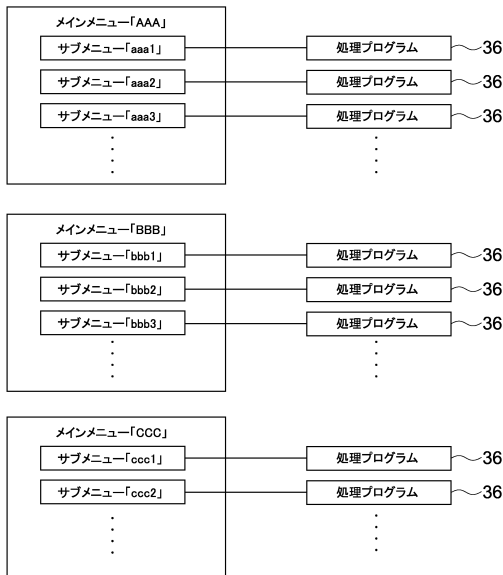 メインメニュー「AAA」
サブメニュー「aaa1」 処理プログラム 36
サブメニュー「aaa2」 処理プログラム 36
サブメニュー「aaa3」 処理プログラム 36
メインメニュー「BBB」
サブメニュー「bbb1」 処理プログラム 36
サブメニュー「bbb2」 処理プログラム 36
サブメニュー「bbb3」 処理プログラム 36
メインメニュー「CCC」
サブメニュー「ccc1」 処理プログラム 36
サブメニュー「ccc2」 処理プログラム 36